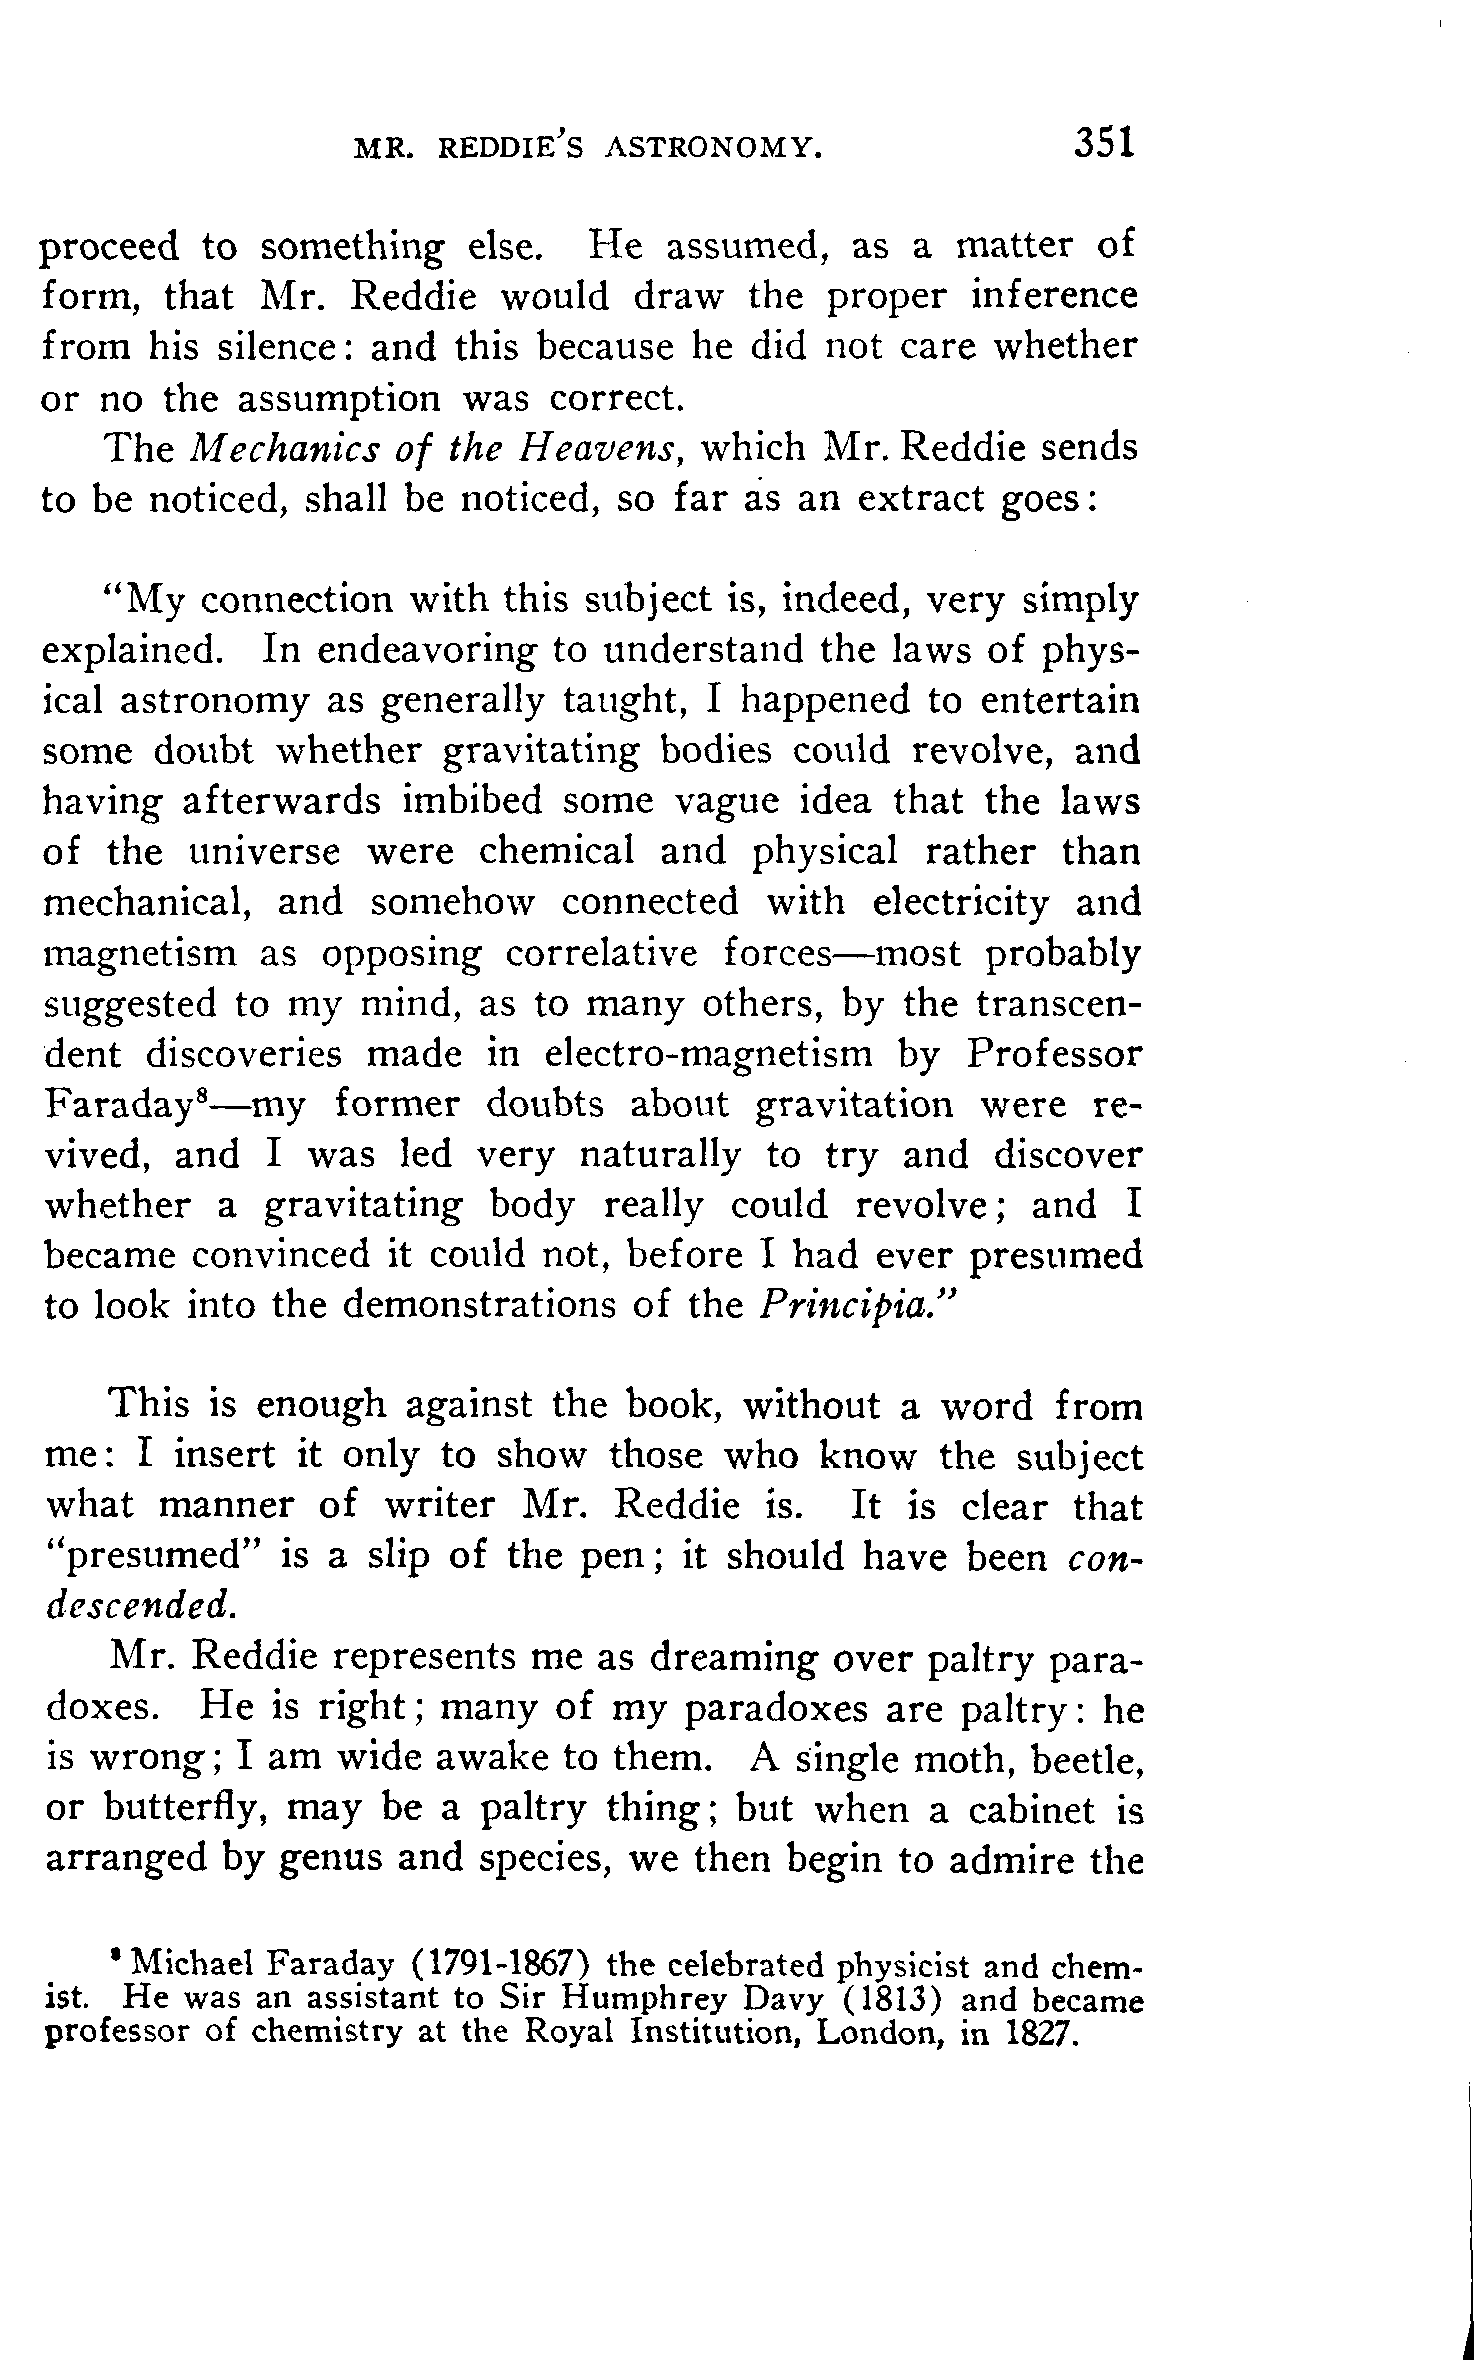 MR. REDDIE'S ASTRONOMY. 351
proceed to something else. He assumed, as a matter of
form, that Mr. Reddie would draw the proper inference
from his silence: and this because he did not care whether
or no the assumption was correct.
The Mechanics of the Heavens, which Mr. Reddie sends
to be noticed, shall be noticed, so far as an extract goes:
“My connection with this subject is, indeed, very simply
explained. In endeavoring to understand the laws of phys-
ical astronomy as generally taught, I happened to entertain
some doubt whether gravitating bodies could revolve, and
having afterwards imbibed some vague idea that the laws
of the universe were chemical and physical rather than
mechanical, and somehow connected with electricity and
magnetism as opposing correlative forces—most probably
suggested to my mind, as to many others, by the transcen-
dent discoveries made in electro-magnetism by Professor
Faraday⁸—my former doubts about gravitation were re-
vived, and I was led very naturally to try and discover
whether a gravitating body really could revolve; and I
became convinced it could not, before I had ever presumed
to look into the demonstrations of the Principia.”
This is enough against the book, without a word from
me: I insert it only to show those who know the subject
what manner of writer Mr. Reddie is. It is clear that
“presumed” is a slip of the pen; it should have been con-
descended.
Mr. Reddie represents me as dreaming over paltry para-
doxes. He is right; many of my paradoxes are paltry: he
is wrong; I am wide awake to them. A single moth, beetle,
or butterfly, may be a paltry thing; but when a cabinet is
arranged by genus and species, we then begin to admire the
⁸ Michael Faraday (1791-1867) the celebrated physicist and chem-
ist. He was an assistant to Sir Humphrey Davy (1813) and became
professor of chemistry at the Royal Institution, London, in 1827.